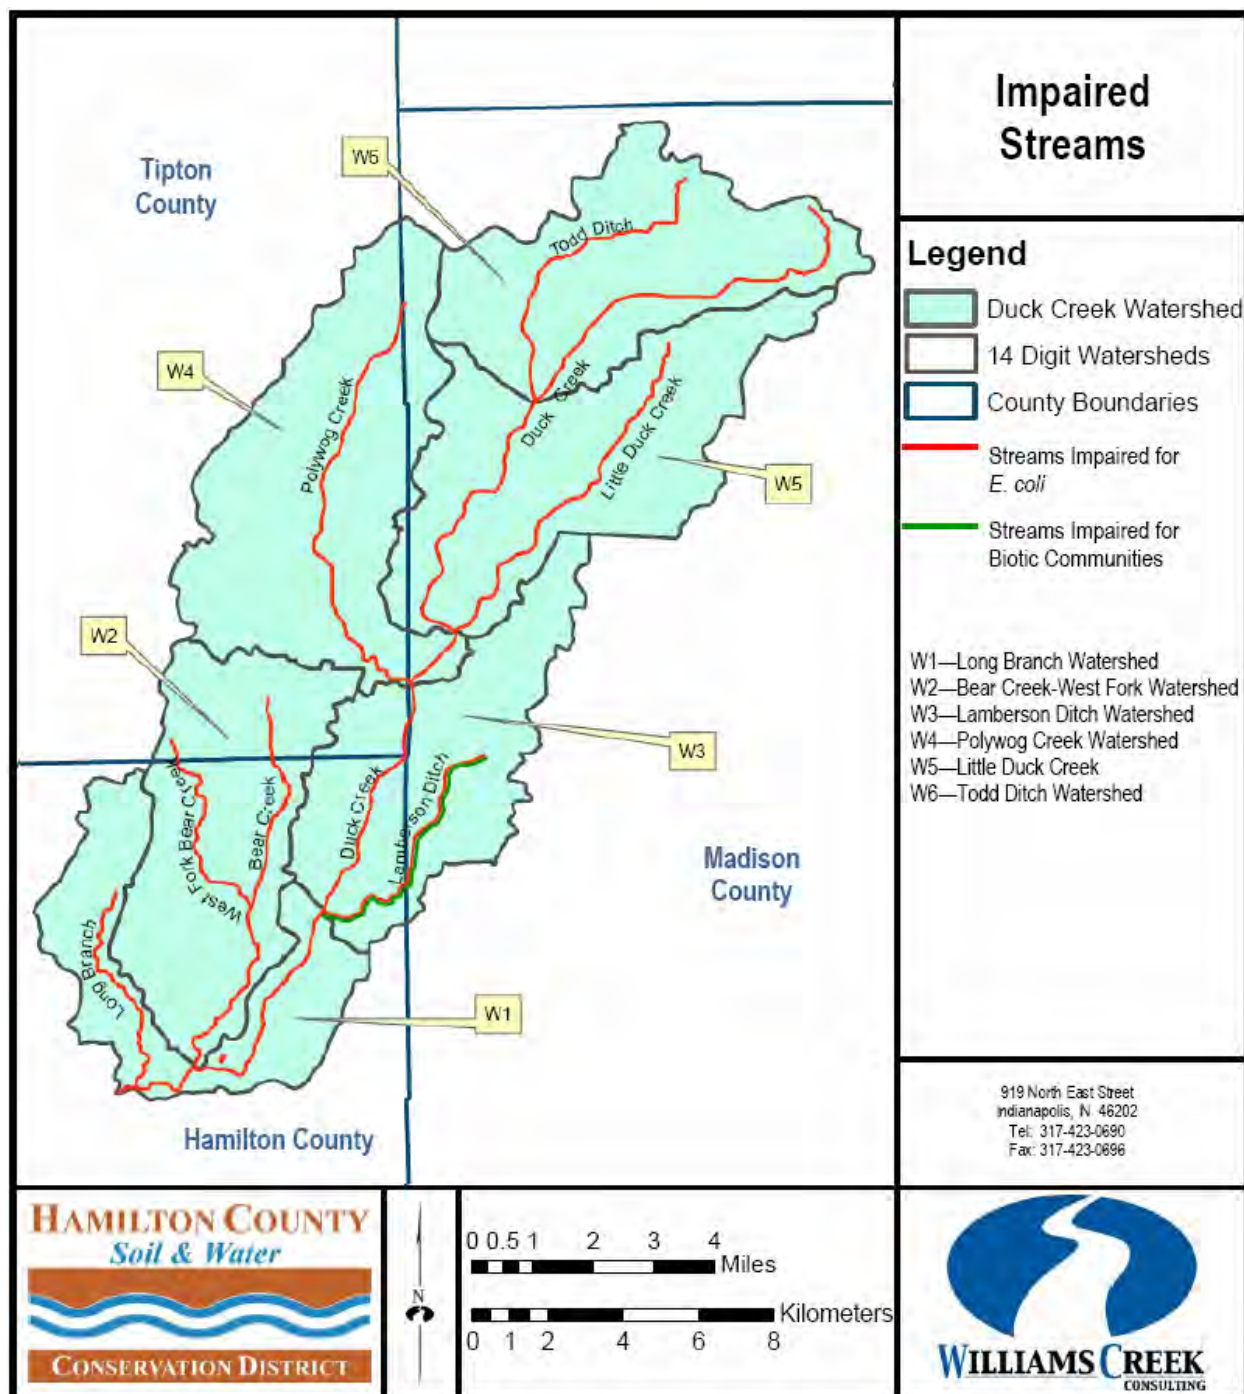 Impaired
Streams
Legend
Duck Creek Watershed
14 Digit Watersheds
County Boundaries
Streams Impaired for
E. coli
Streams Impaired for
Biotic Communities
W1—Long Branch Watershed
W2—Bear Creek-West Fork Watershed
W3—Lamberson Ditch Watershed
W4—Polywog Creek Watershed
W5—Little Duck Creek
W6—Todd Ditch Watershed
919 North East Street
Indianapolis, IN 46202
Tel: 317-423-0690
Fax: 317-423-0696
Tipton
County
W6
Todd Ditch
W4
Polywog Creek
Duck Creek
Little Duck Creek
W5
W2
W3
West Fork Bear Creek
Bear Creek
Duck Creek
Lamberson Ditch
Madison
County
Long Branch
W1
Hamilton County
HAMILTON COUNTY
Soil & Water
CONSERVATION DISTRICT
N
0 0.5 1 2 3 4
Miles
Kilometers
0 1 2 4 6 8
WILLIAMS CREEK
CONSULTING